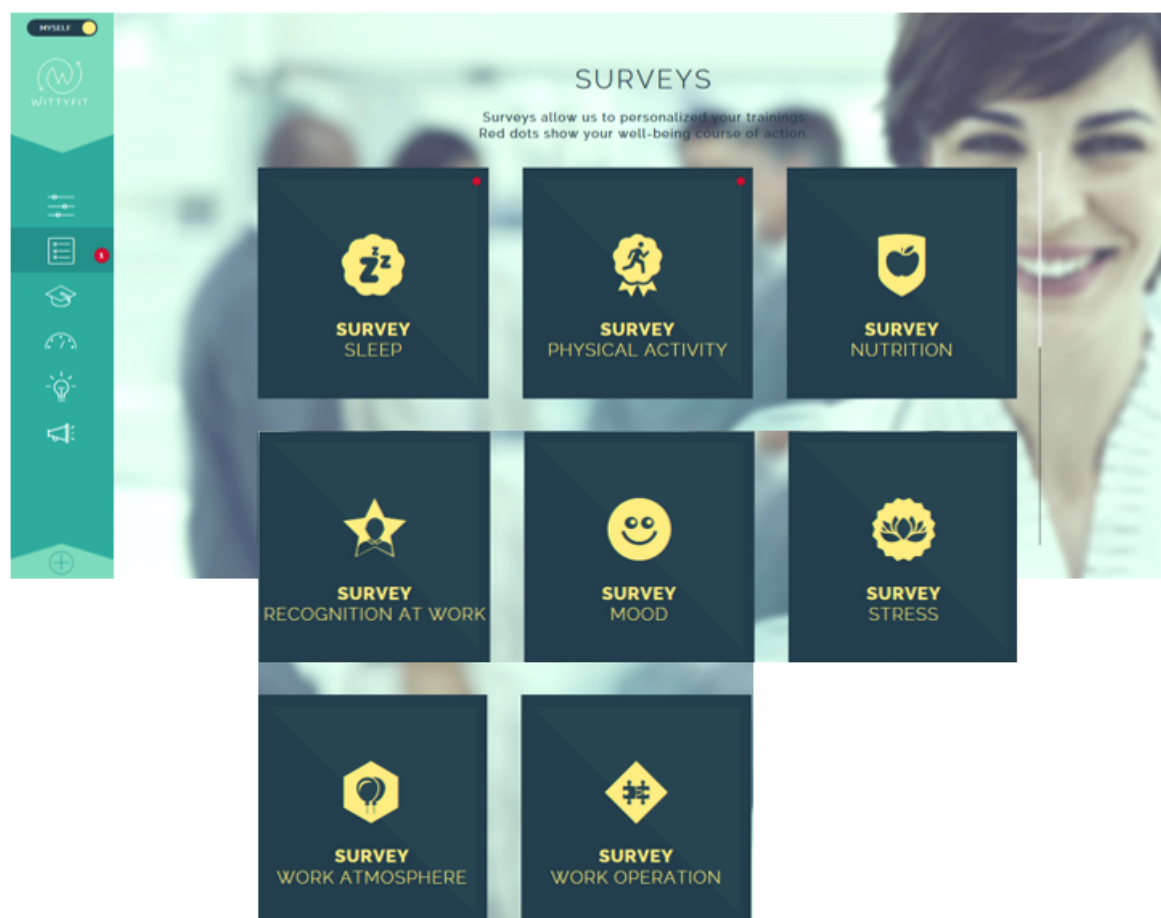 MYSELF
WITTYFIT
SURVEYS
Surveys allow us to personalized your trainings.
Red dots show your well-being course of action.
1
SURVEY
SLEEP
SURVEY
PHYSICAL ACTIVITY
SURVEY
NUTRITION
SURVEY
RECOGNITION AT WORK
SURVEY
MOOD
SURVEY
STRESS
SURVEY
WORK ATMOSPHERE
SURVEY
WORK OPERATION